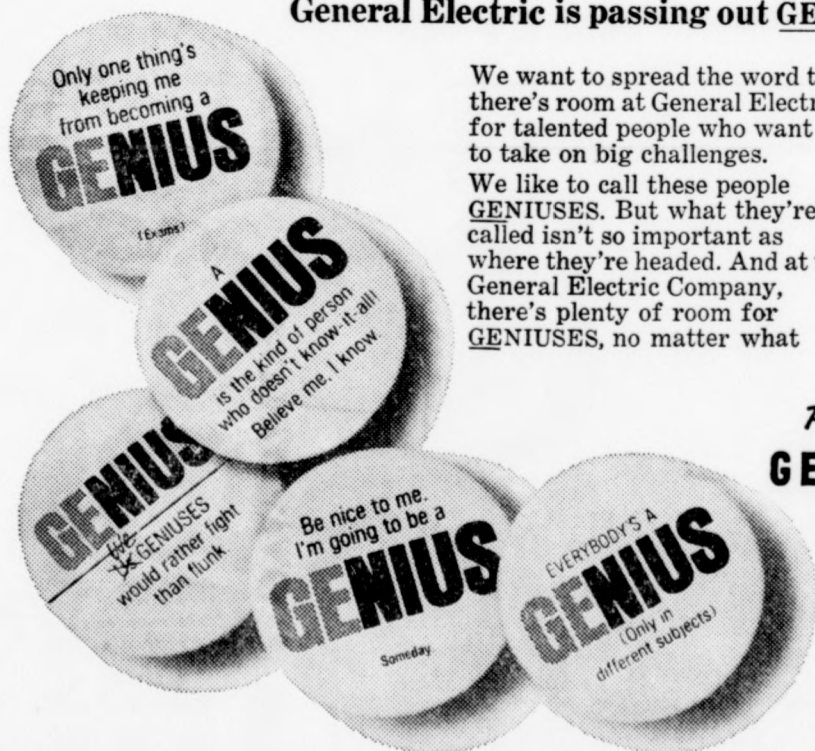 General Electric is passing out GE
We want to spread the word t
there's room at General Electr
for talented people who want
to take on big challenges.
We like to call these people
GENIUSES. But what they're
called isn't so important as
where they're headed. And at
General Electric Company,
there's plenty of room for
GENIUSES, no matter what
GE
Only one thing's
keeping me
from becoming a
GENIUS
(Exams)
A
GENIUS
is the kind of person
who doesn't know-it-all!
Believe me, I know.
GENIUS
We
GENIUSES
would rather fight
than flunk.
Be nice to me.
I'm going to be a
GENIUS
Someday.
EVERYBODY'S A
GENIUS
(Only in
different subjects)